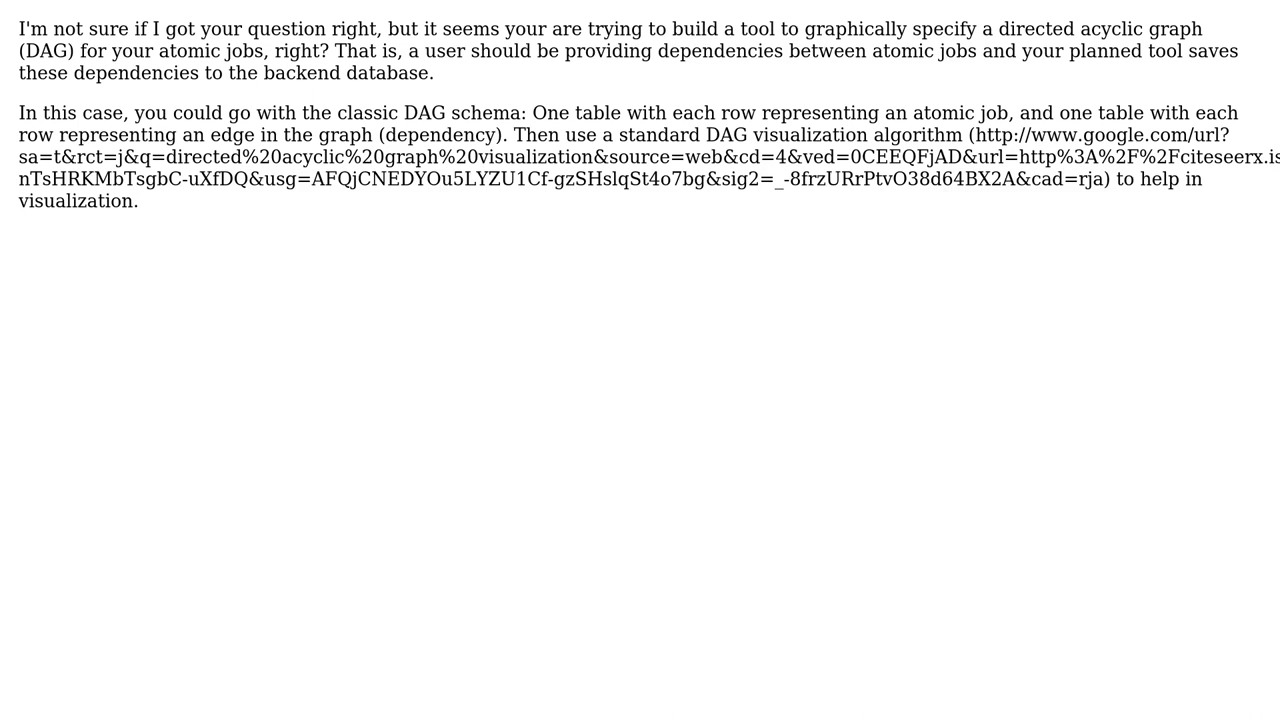 I'm not sure if I got your question right, but it seems your are trying to build a tool to graphically specify a directed acyclic graph
(DAG) for your atomic jobs, right? That is, a user should be providing dependencies between atomic jobs and your planned tool saves
these dependencies to the backend database.
In this case, you could go with the classic DAG schema: One table with each row representing an atomic job, and one table with each
row representing an edge in the graph (dependency). Then use a standard DAG visualization algorithm (http://www.google.com/url?
sa=t&rct=j&q=directed%20acyclic%20graph%20visualization&source=web&cd=4&ved=0CEEQFjAD&url=http%3A%2F%2Fciteseerx.is
nTsHRKMbTsgbC-uXfDQ&usg=AFQjCNEDYOu5LYZU1Cf-gzSHslqSt4o7bg&sig2=_-8frzURrPtvO38d64BX2A&cad=rja) to help in
visualization.